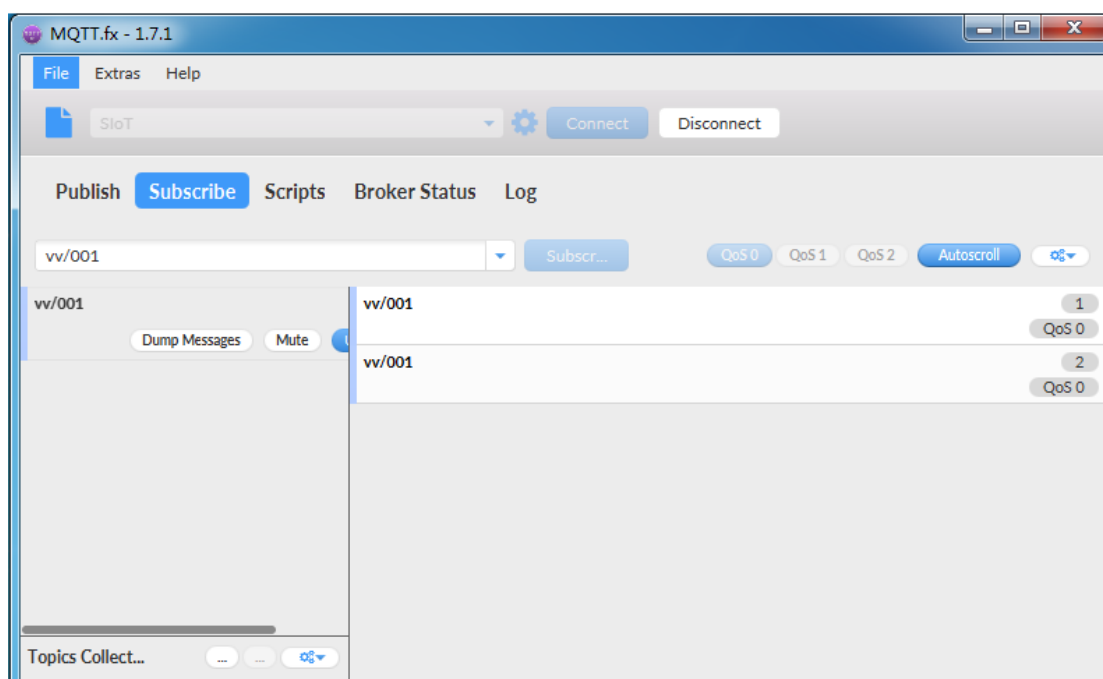 MQTT.fx - 1.7.1
File Extras Help
SIoT Connect Disconnect
Publish Subscribe Scripts Broker Status Log
vv/001 Subscr... QoS 0 QoS 1 QoS 2 Autoscroll
vv/001
Dump Messages Mute
vv/001 1
QoS 0
vv/001 2
QoS 0
Topics Collect... ... ...